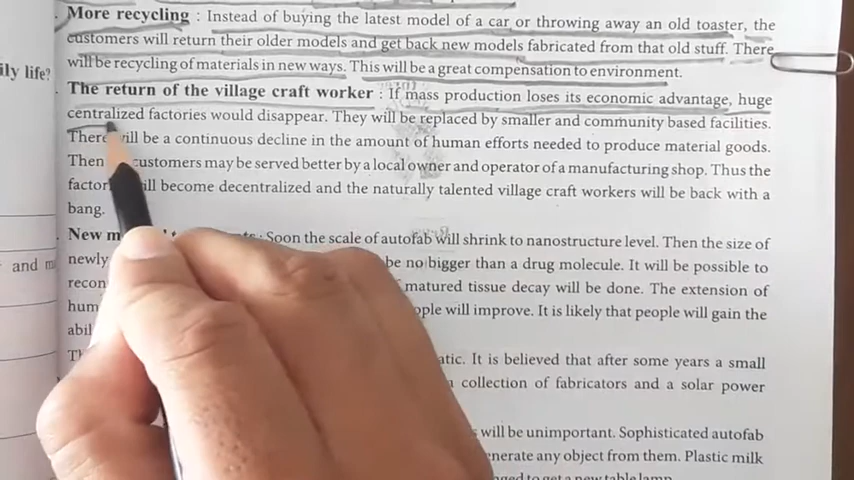 More recycling : Instead of buying the latest model of a car or throwing away an old toaster, the
customers will return their older models and get back new models fabricated from that old stuff. There
ily life?
will be recycling of materials in new ways. This will be a great compensation to environment.
The return of the village craft worker : If mass production loses its economic advantage, huge
centralized factories would disappear. They will be replaced by smaller and community based facilities.
There will be a continuous decline in the amount of human efforts needed to produce material goods.
Then customers may be served better by a local owner and operator of a manufacturing shop. Thus the
will become decentralized and the naturally talented village craft workers will be back with a
bang.
New Soon the scale of autofab will shrink to nanostructure level. Then the size of
and newly be no bigger than a drug molecule. It will be possible to
matured tissue decay will be done. The extension of
will improve. It is likely that people will gain the
It is believed that after some years a small
collection of fabricators and a solar power
will be unimportant. Sophisticated autofab
any object from them. Plastic milk
to get a new table lamp